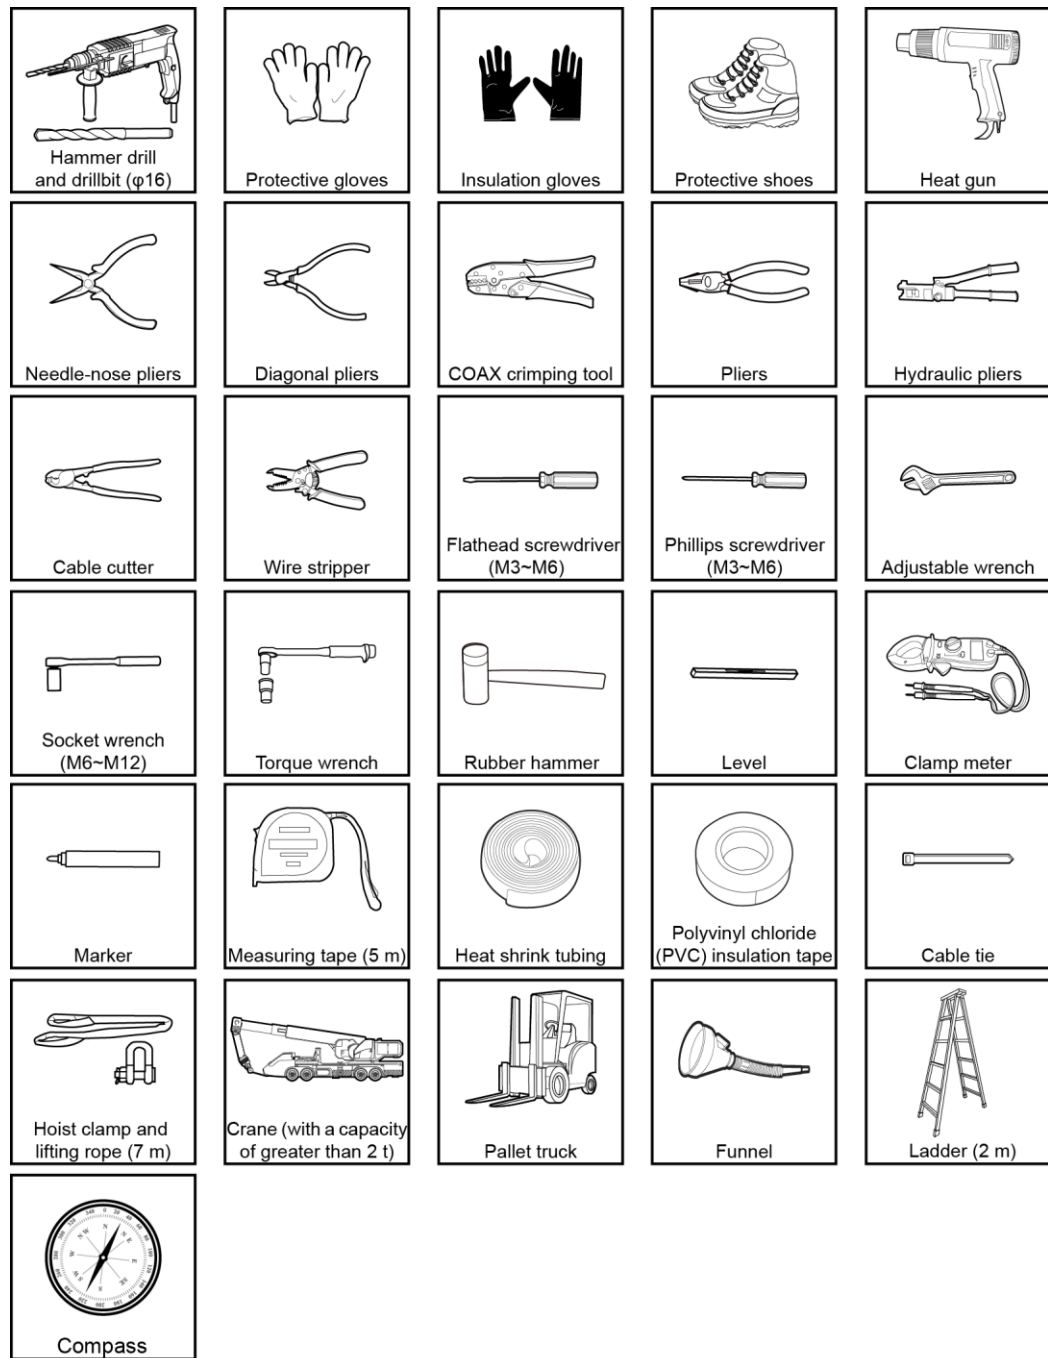 Hammer drill
and drillbit (φ16)
Protective gloves
Insulation gloves
Protective shoes
Heat gun
Needle-nose pliers
Diagonal pliers
COAX crimping tool
Pliers
Hydraulic pliers
Cable cutter
Wire stripper
Flathead screwdriver
(M3~M6)
Phillips screwdriver
(M3~M6)
Adjustable wrench
Socket wrench
(M6~M12)
Torque wrench
Rubber hammer
Level
Clamp meter
Marker
Measuring tape (5 m)
Heat shrink tubing
Polyvinyl chloride
(PVC) insulation tape
Cable tie
Hoist clamp and
lifting rope (7 m)
Crane (with a capacity
of greater than 2 t)
Pallet truck
Funnel
Ladder (2 m)
N
N E
E
SE
S
S W
W
N W
Compass